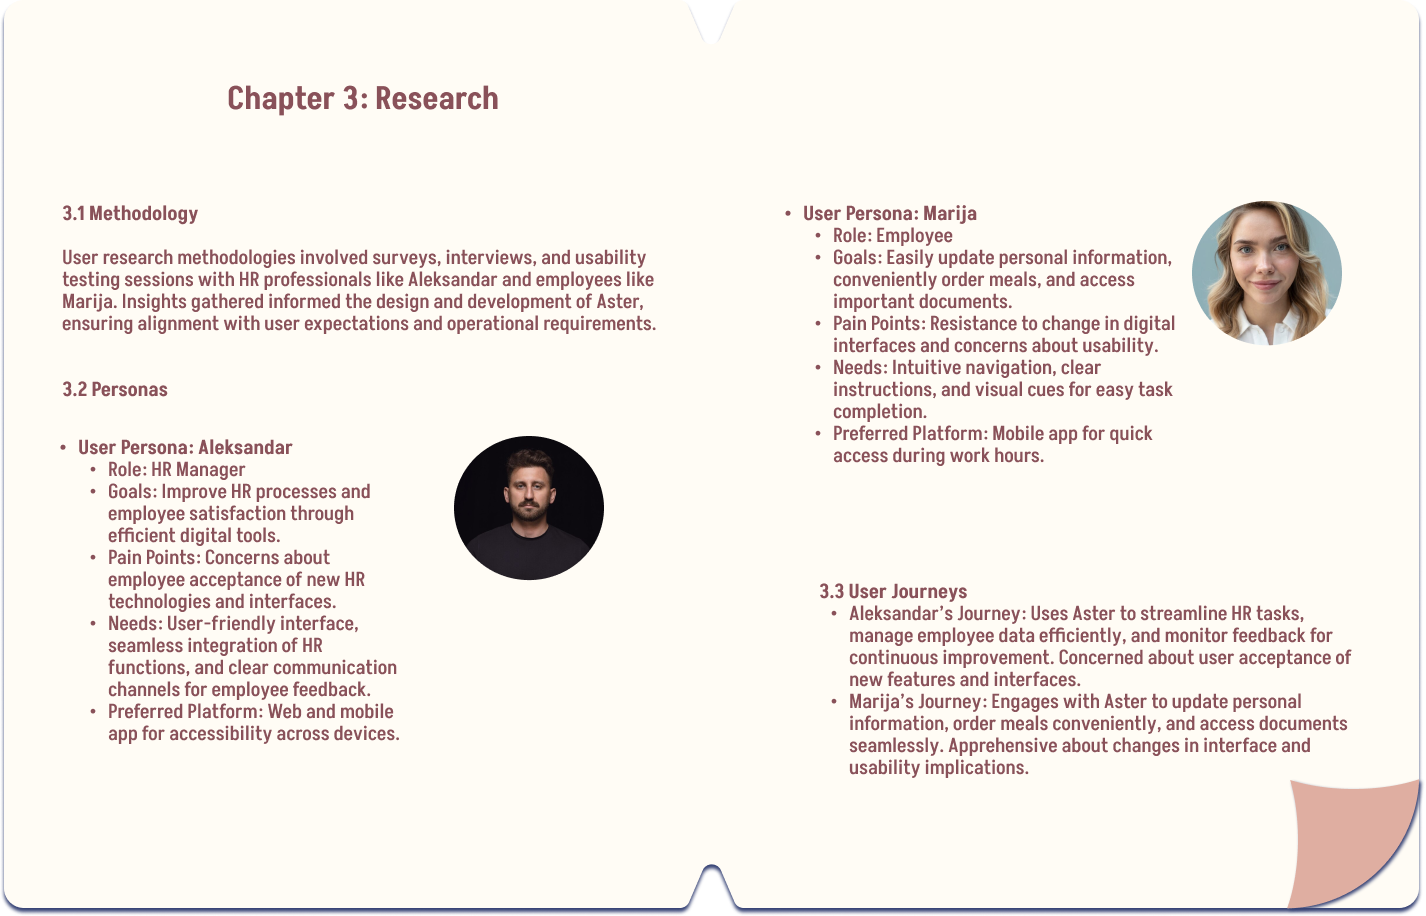 Chapter 3: Research
3.1 Methodology
User research methodologies involved surveys, interviews, and usability
testing sessions with HR professionals like Aleksandar and employees like
Marija. Insights gathered informed the design and development of Aster,
ensuring alignment with user expectations and operational requirements.
3.2 Personas
• User Persona: Aleksandar
• Role: HR Manager
• Goals: Improve HR processes and
employee satisfaction through
efficient digital tools.
• Pain Points: Concerns about
employee acceptance of new HR
technologies and interfaces.
• Needs: User-friendly interface,
seamless integration of HR
functions, and clear communication
channels for employee feedback.
• Preferred Platform: Web and mobile
app for accessibility across devices.
• User Persona: Marija
• Role: Employee
• Goals: Easily update personal information,
conveniently order meals, and access
important documents.
• Pain Points: Resistance to change in digital
interfaces and concerns about usability.
• Needs: Intuitive navigation, clear
instructions, and visual cues for easy task
completion.
• Preferred Platform: Mobile app for quick
access during work hours.
3.3 User Journeys
• Aleksandar’s Journey: Uses Aster to streamline HR tasks,
manage employee data efficiently, and monitor feedback for
continuous improvement. Concerned about user acceptance of
new features and interfaces.
• Marija’s Journey: Engages with Aster to update personal
information, order meals conveniently, and access documents
seamlessly. Apprehensive about changes in interface and
usability implications.